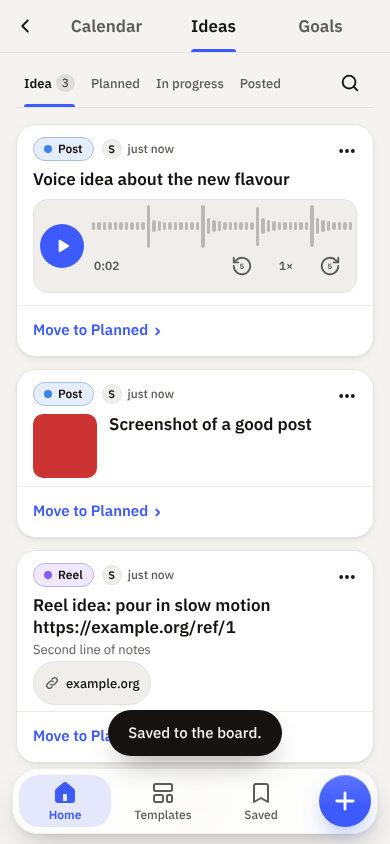 Calendar Ideas Goals
Idea 3 Planned In progress Posted
Post S just now
Voice idea about the new flavour
0:02 5 1× 5
Move to Planned ›
Post S just now
Screenshot of a good post
Move to Planned ›
Reel S just now
Reel idea: pour in slow motion
https://example.org/ref/1
Second line of notes
example.org
Move to Pla
Saved to the board.
Home Templates Saved